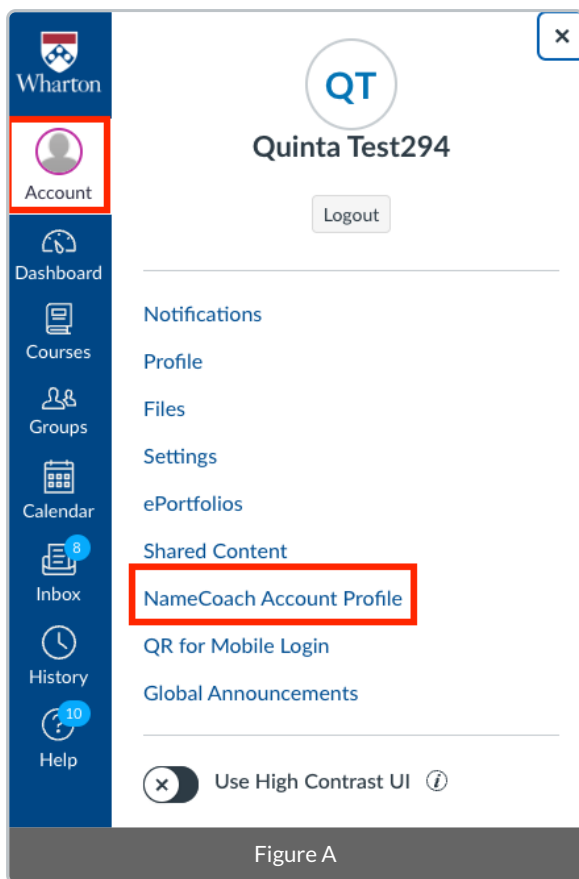 Wharton
Account
Dashboard
Courses
Groups
Calendar
8
Inbox
History
10
Help
×
QT
Quinta Test294
Logout
Notifications
Profile
Files
Settings
ePortfolios
Shared Content
NameCoach Account Profile
QR for Mobile Login
Global Announcements
Use High Contrast UI
Figure A